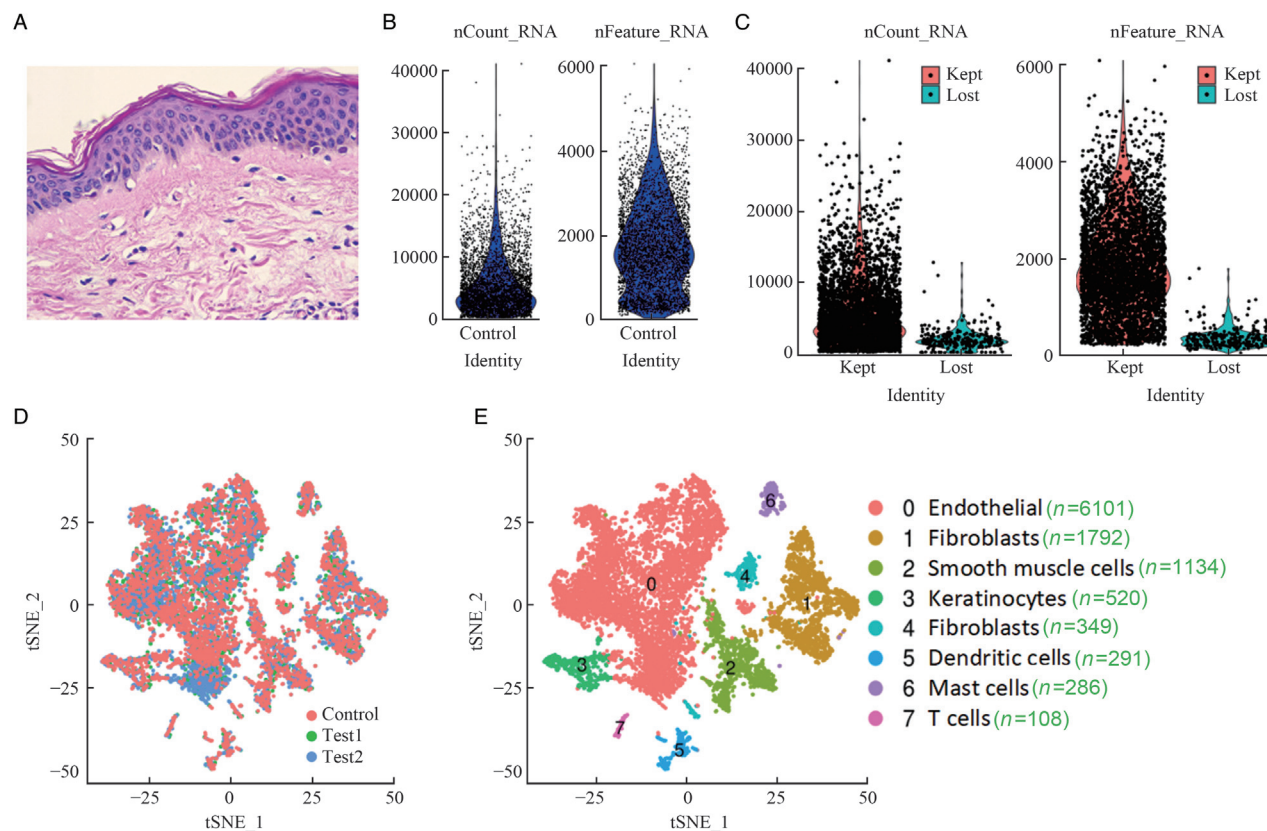 A
B
nCount_RNA
nFeature_RNA
40000
30000
20000
10000
0
Control
Identity
6000
4000
2000
0
Control
Identity
C
nCount_RNA
nFeature_RNA
40000
30000
20000
10000
0
Kept
Lost
Kept
Lost
Identity
6000
4000
2000
0
Kept
Lost
Kept
Lost
Identity
D
50
25
0
−25
−50
tSNE_2
−25
0
25
50
tSNE_1
Control
Test1
Test2
E
50
25
0
−25
−50
tSNE_2
−25
0
25
50
tSNE_1
0
1
2
3
4
5
6
7
0 Endothelial (n=6101)
1 Fibroblasts (n=1792)
2 Smooth muscle cells (n=1134)
3 Keratinocytes (n=520)
4 Fibroblasts (n=349)
5 Dendritic cells (n=291)
6 Mast cells (n=286)
7 T cells (n=108)